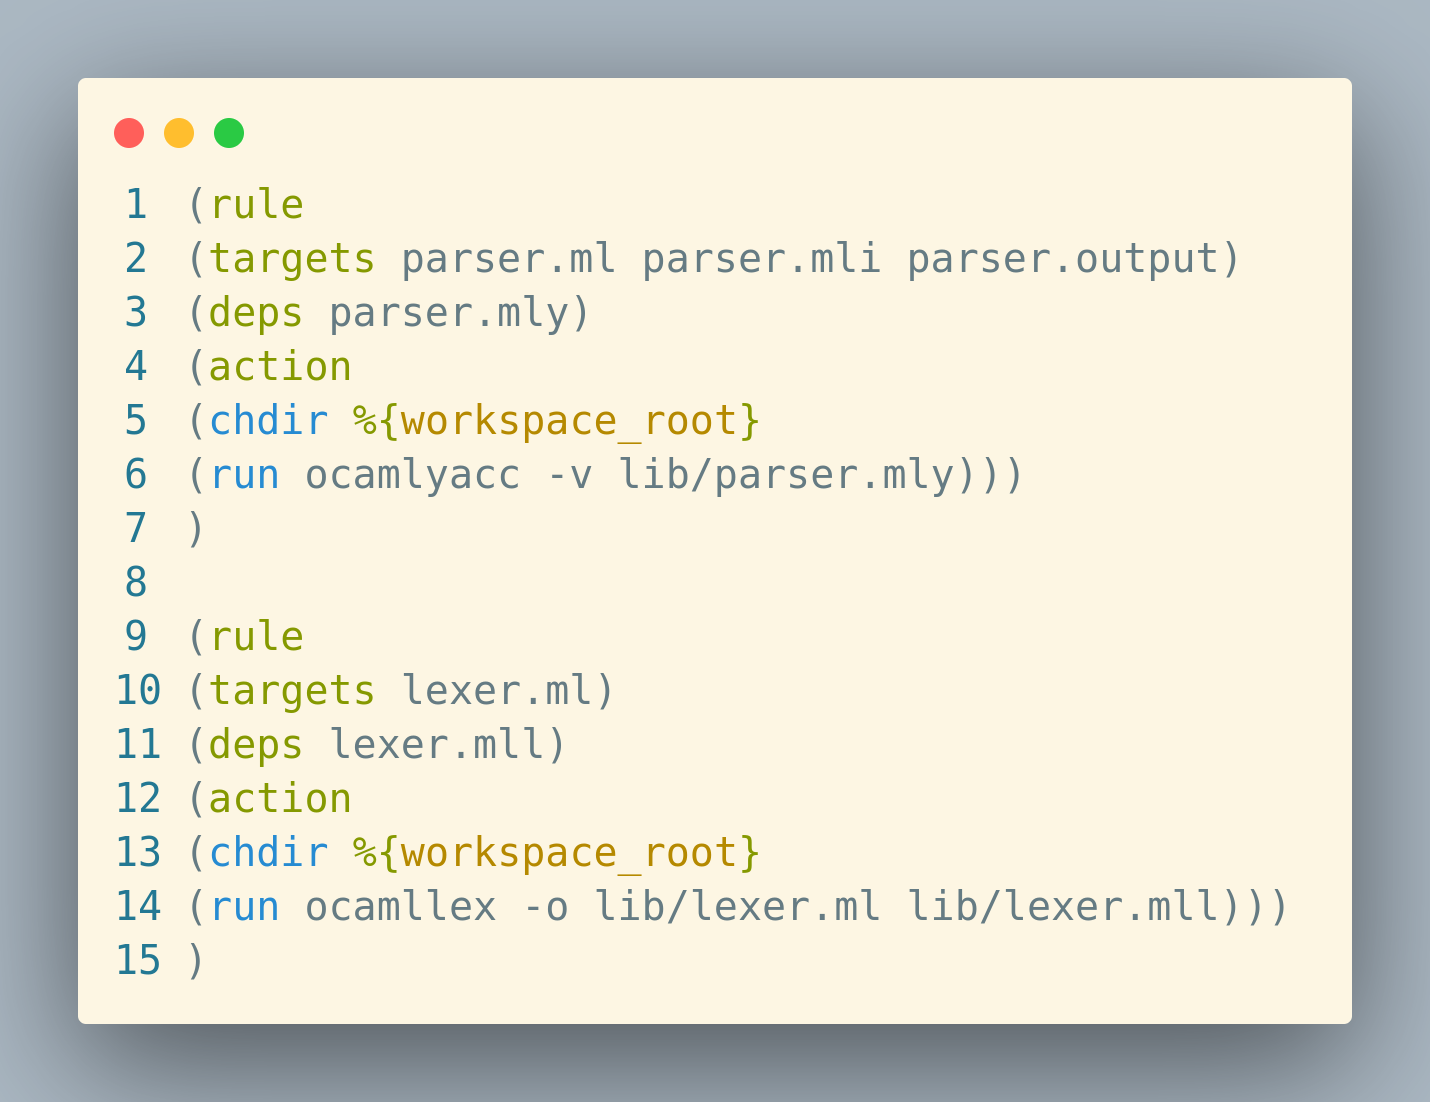 1 (rule
2 (targets parser.ml parser.mli parser.output)
3 (deps parser.mly)
4 (action
5 (chdir %{workspace_root}
6 (run ocamlyacc -v lib/parser.mly)))
7 )
8
9 (rule
10 (targets lexer.ml)
11 (deps lexer.mll)
12 (action
13 (chdir %{workspace_root}
14 (run ocamllex -o lib/lexer.ml lib/lexer.mll)))
15 )